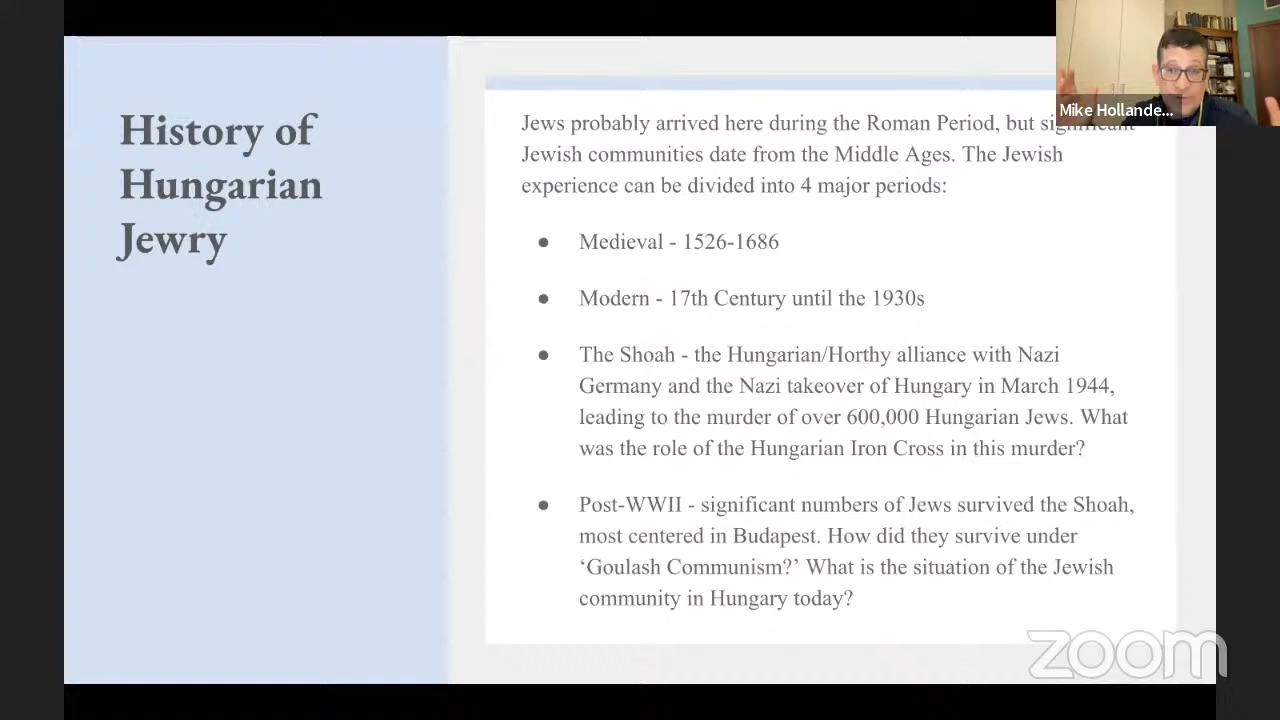 History of
Hungarian
Jewry
Jews probably arrived here during the Roman Period, but significant
Jewish communities date from the Middle Ages. The Jewish
experience can be divided into 4 major periods:
● Medieval - 1526-1686
● Modern - 17th Century until the 1930s
● The Shoah - the Hungarian/Horthy alliance with Nazi
Germany and the Nazi takeover of Hungary in March 1944,
leading to the murder of over 600,000 Hungarian Jews. What
was the role of the Hungarian Iron Cross in this murder?
● Post-WWII - significant numbers of Jews survived the Shoah,
most centered in Budapest. How did they survive under
‘Goulash Communism?’ What is the situation of the Jewish
community in Hungary today?
Mike Hollande...
zoom